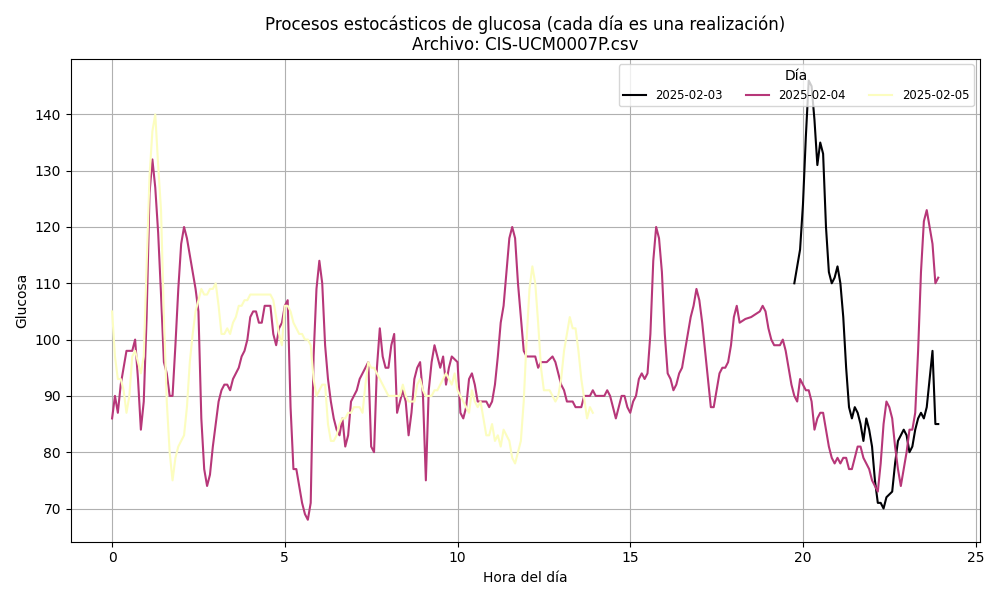 Procesos estocásticos de glucosa (cada día es una realización)
Archivo: CIS-UCM0007P.csv
Día
2025-02-03 2025-02-04 2025-02-05
Glucosa
140
130
120
110
100
90
80
70
0 5 10 15 20 25
Hora del día